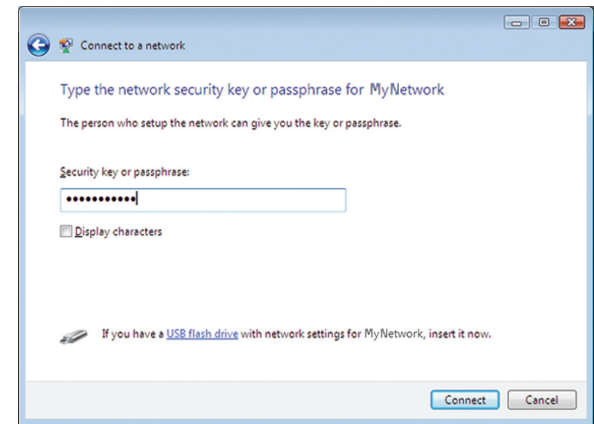 Connect to a network
Type the network security key or passphrase for MyNetwork
The person who setup the network can give you the key or passphrase.
Security key or passphrase:
•••••••••••
Display characters
If you have a USB flash drive with network settings for MyNetwork, insert it now.
Connect Cancel